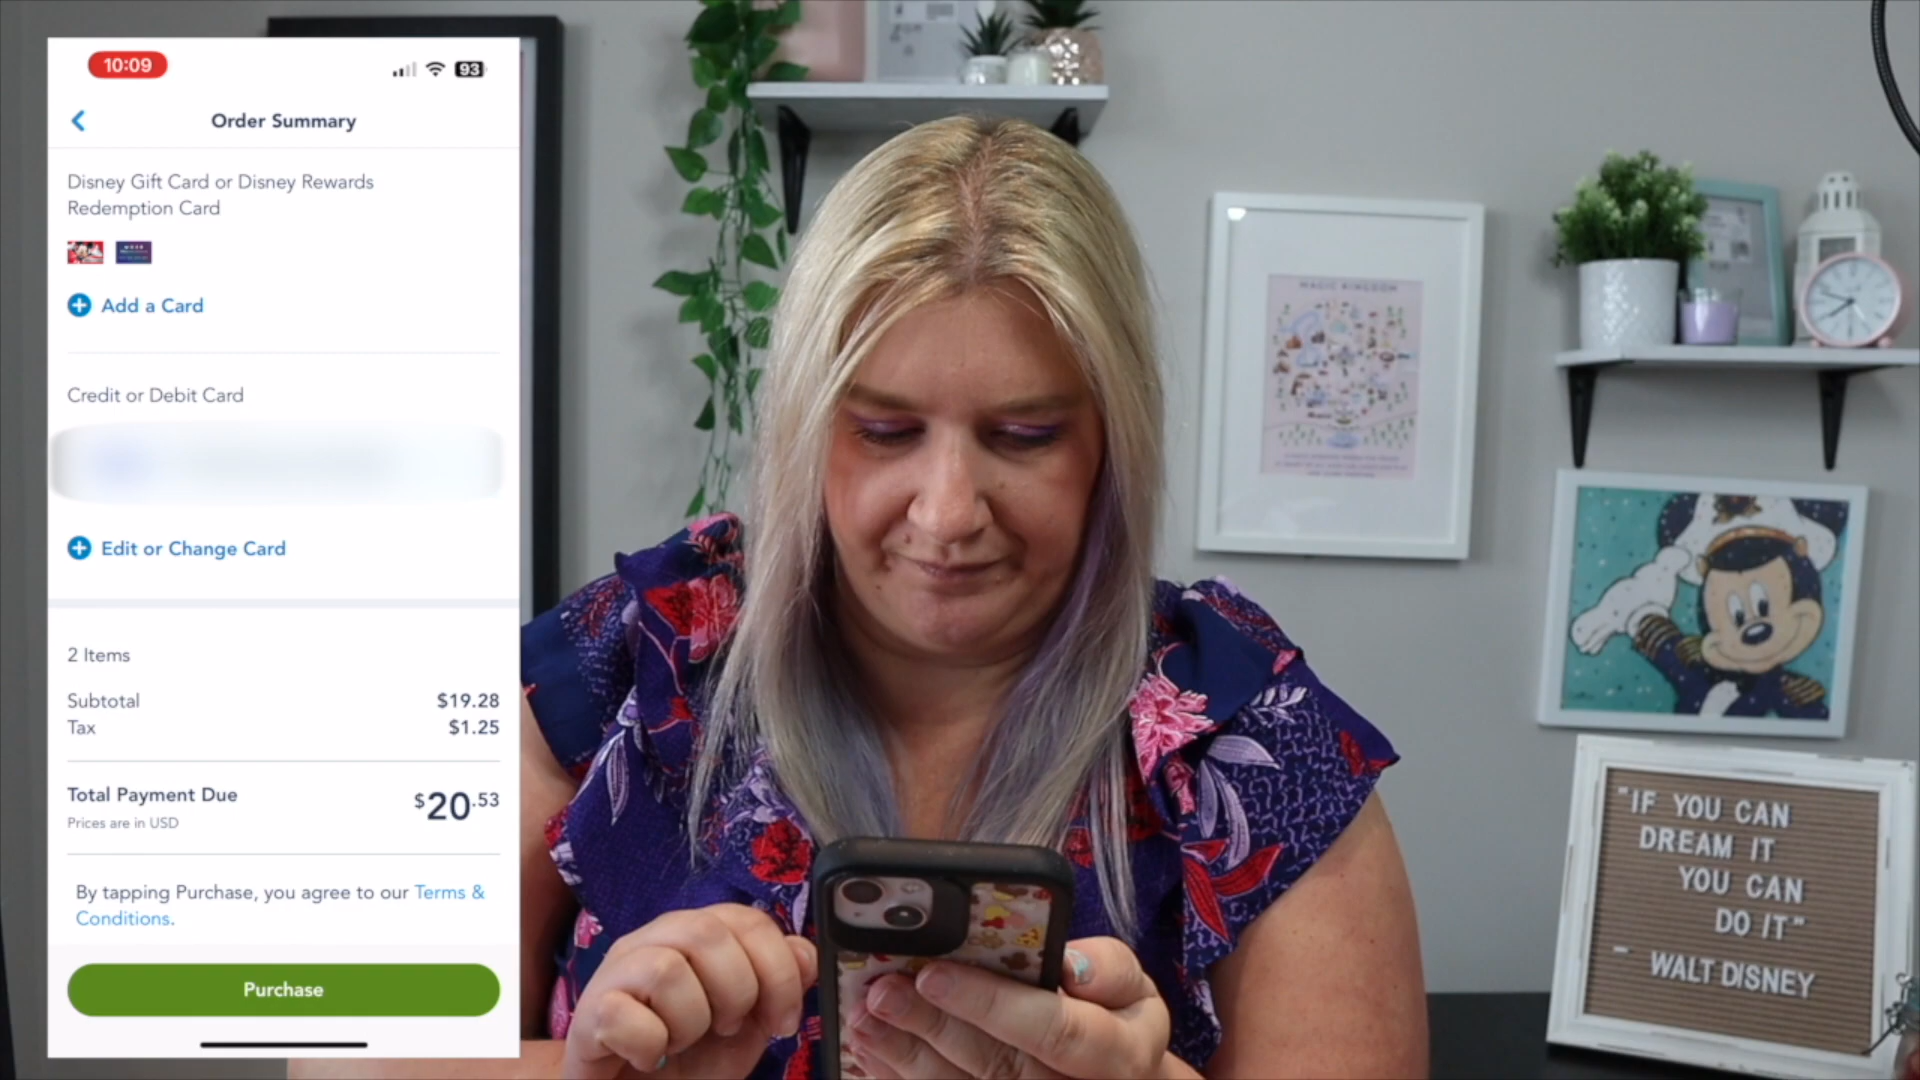 10:09
93
Order Summary
Disney Gift Card or Disney Rewards
Redemption Card
Add a Card
Credit or Debit Card
Edit or Change Card
2 Items
Subtotal $19.28
Tax $1.25
Total Payment Due $20.53
Prices are in USD
By tapping Purchase, you agree to our Terms &
Conditions.
Purchase
MAGIC KINGDOM
"IF YOU CAN
DREAM IT
YOU CAN
DO IT"
- WALT DISNEY